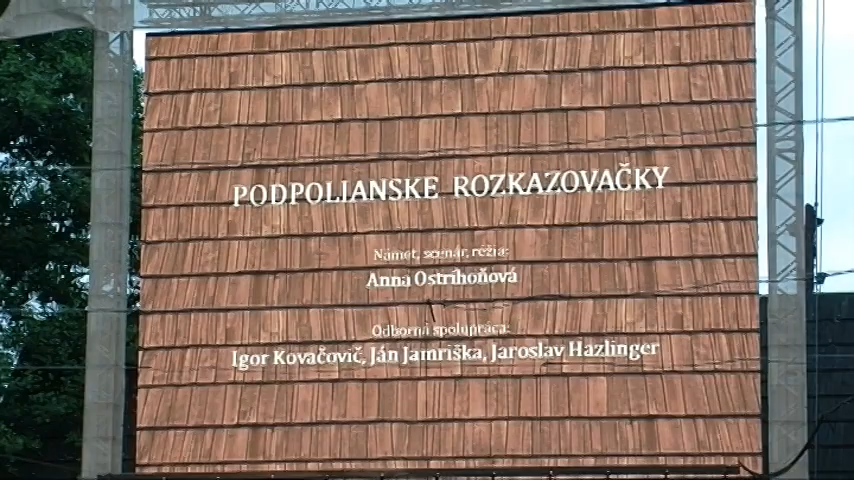 PODPOLIANSKE ROZKAZOVAČKY
Námet, scenár, réžia:
Anna Ostrihoňová
Odborná spolupráca:
Igor Kovačovič, Ján Jamriška, Jaroslav Hazlinger